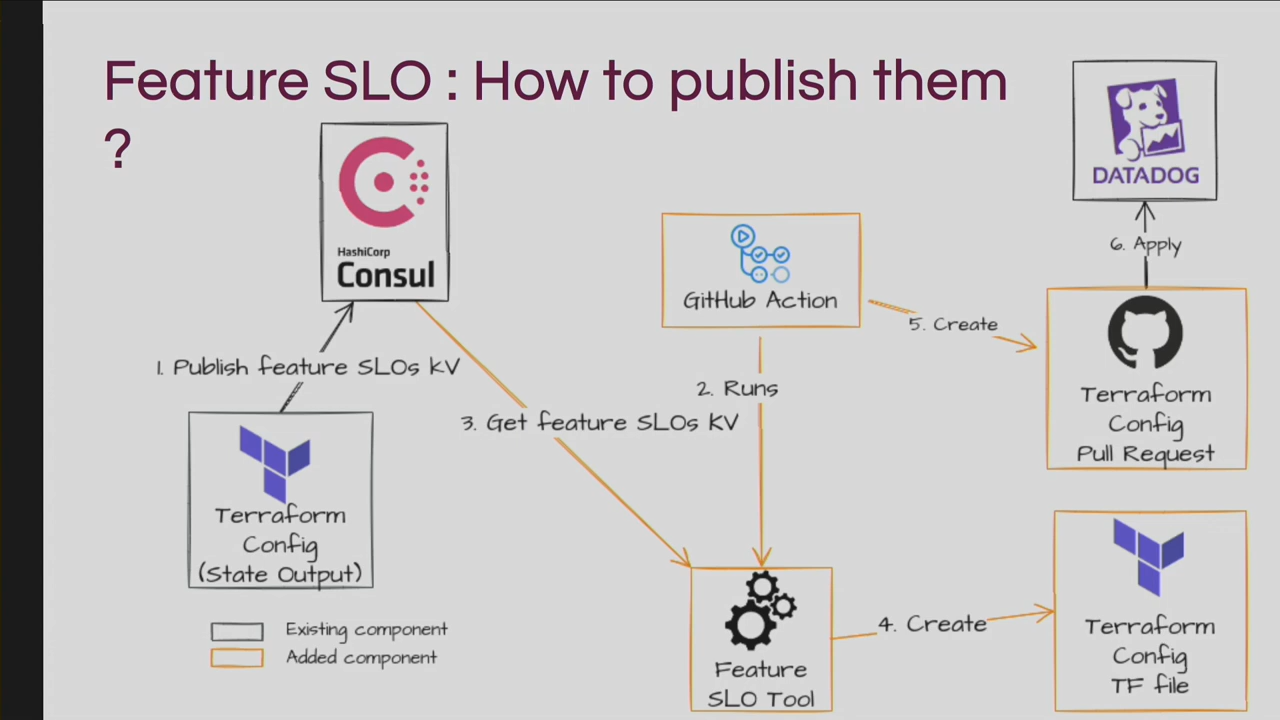 Feature SLO : How to publish them
?
HashiCorp
Consul
DATADOG
6. Apply
GitHub Action
5. Create
1. Publish feature SLOs KV
2. Runs
3. Get feature SLOs KV
Terraform
Config
Pull Request
Terraform
Config
(State Output)
Existing component
Added component
4. Create
Feature
SLO Tool
Terraform
Config
TF file